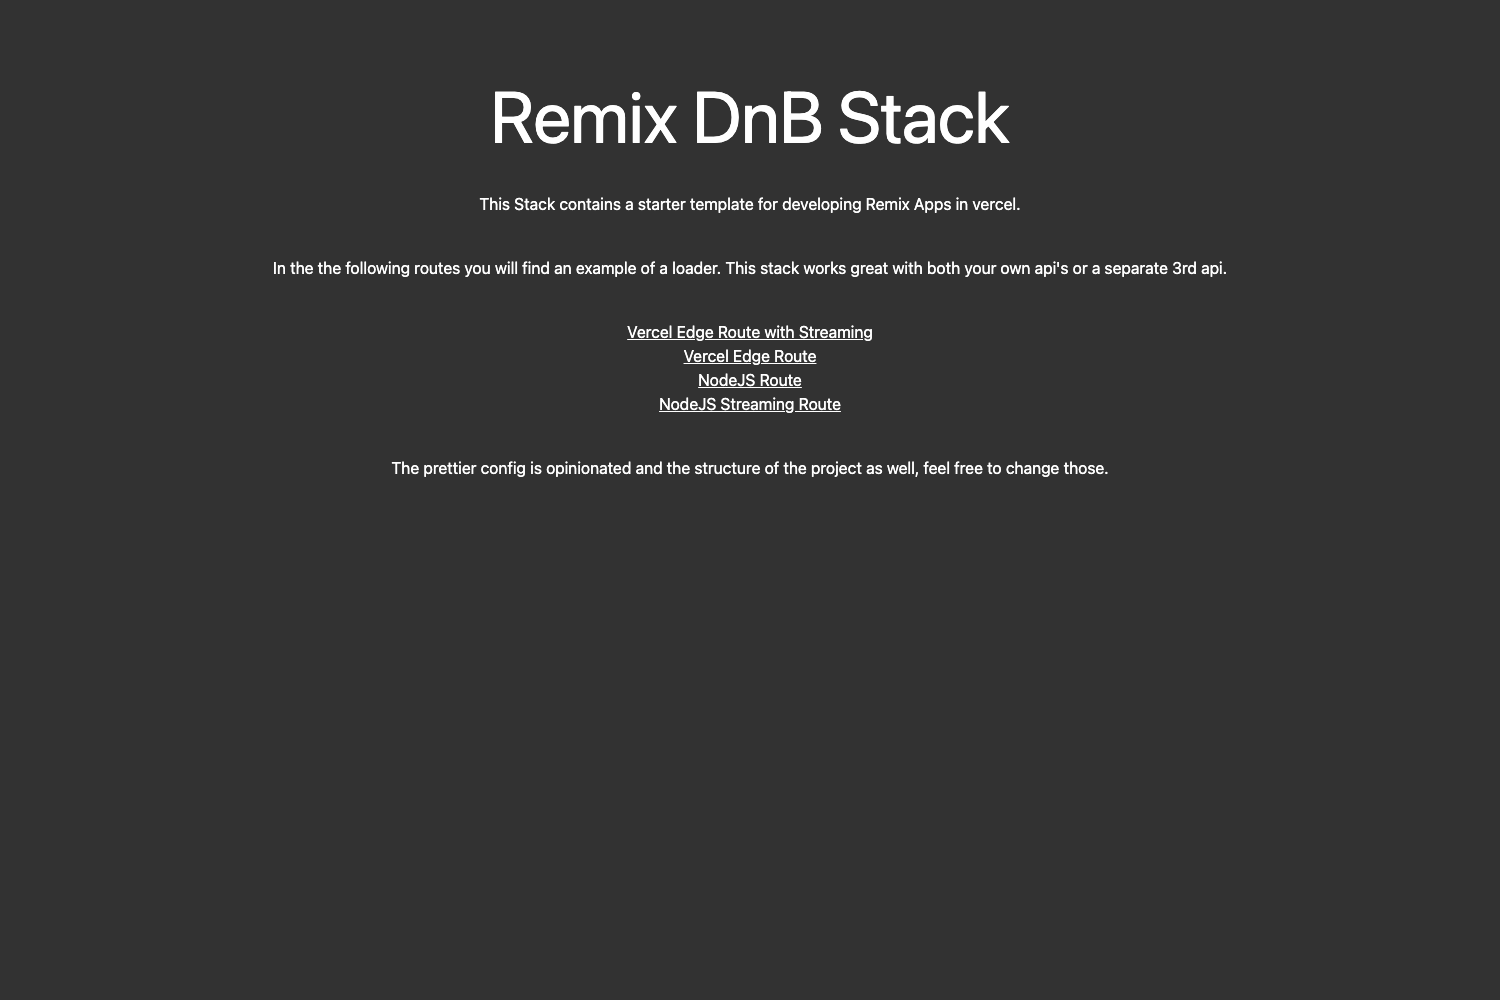 Remix DnB Stack
This Stack contains a starter template for developing Remix Apps in vercel.
In the the following routes you will find an example of a loader. This stack works great with both your own api's or a separate 3rd api.
Vercel Edge Route with Streaming
Vercel Edge Route
NodeJS Route
NodeJS Streaming Route
The prettier config is opinionated and the structure of the project as well, feel free to change those.